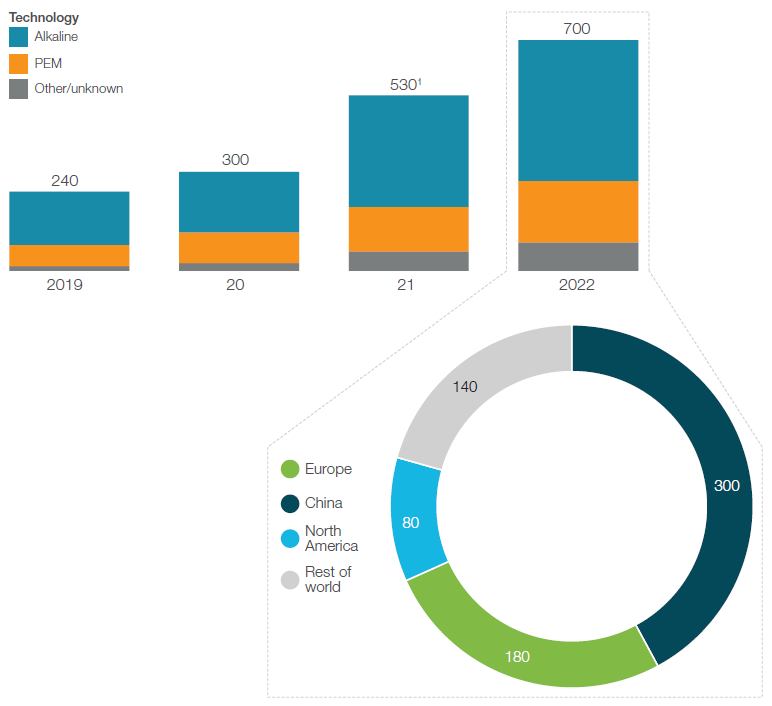 Technology
Alkaline
PEM
Other/unknown
240
300
530¹
700
2019
20
21
2022
Europe
China
North
America
Rest of
world
140
300
80
180